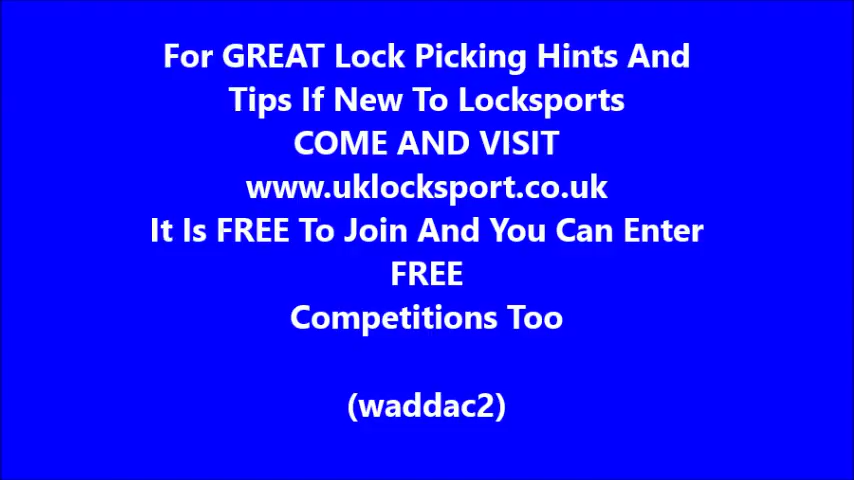 For GREAT Lock Picking Hints And
Tips If New To Locksports
COME AND VISIT
www.uklocksport.co.uk
It Is FREE To Join And You Can Enter
FREE
Competitions Too
(waddac2)